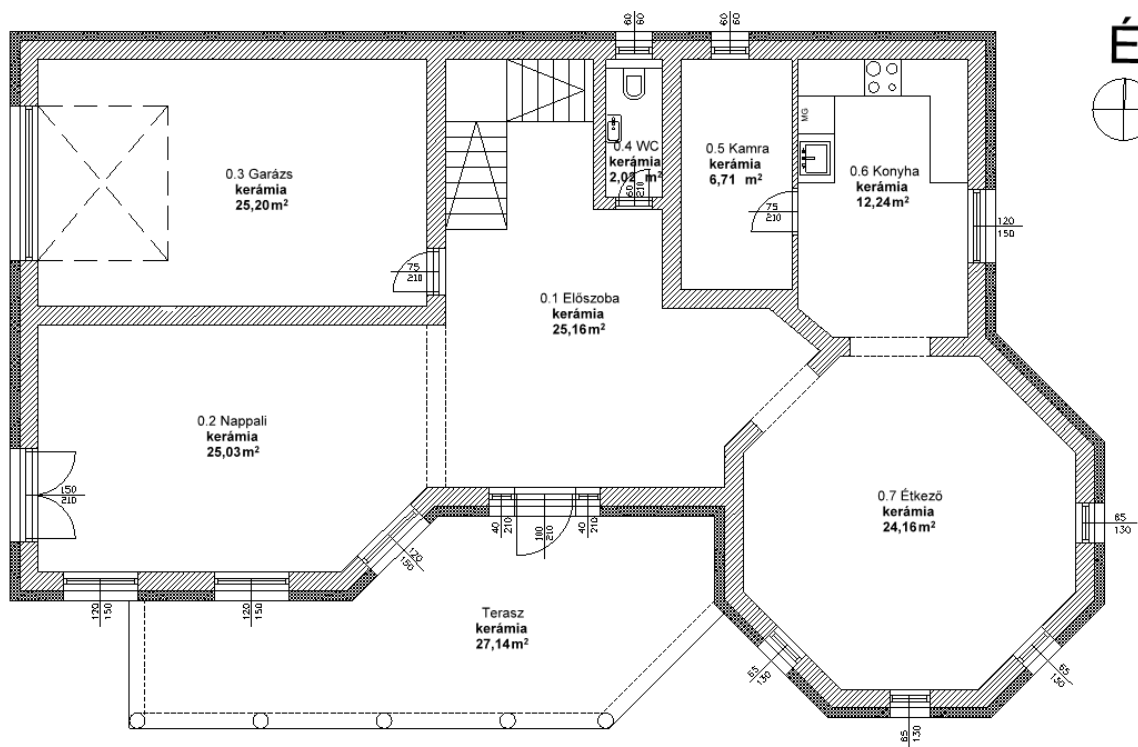 É
60
60
60
60
0.3 Garázs
kerámia
25,20m²
75
210
0.4 WC
kerámia
2,02 m²
60
210
0.5 Kamra
kerámia
6,71 m²
75
210
MG
0.6 Konyha
kerámia
12,24m²
120
150
0.1 Előszoba
kerámia
25,16m²
0.2 Nappali
kerámia
25,03m²
150
210
120
150
120
150
120
150
40
210
100
210
40
210
0.7 Étkező
kerámia
24,16m²
65
130
65
130
65
130
65
150
Terasz
kerámia
27,14m²